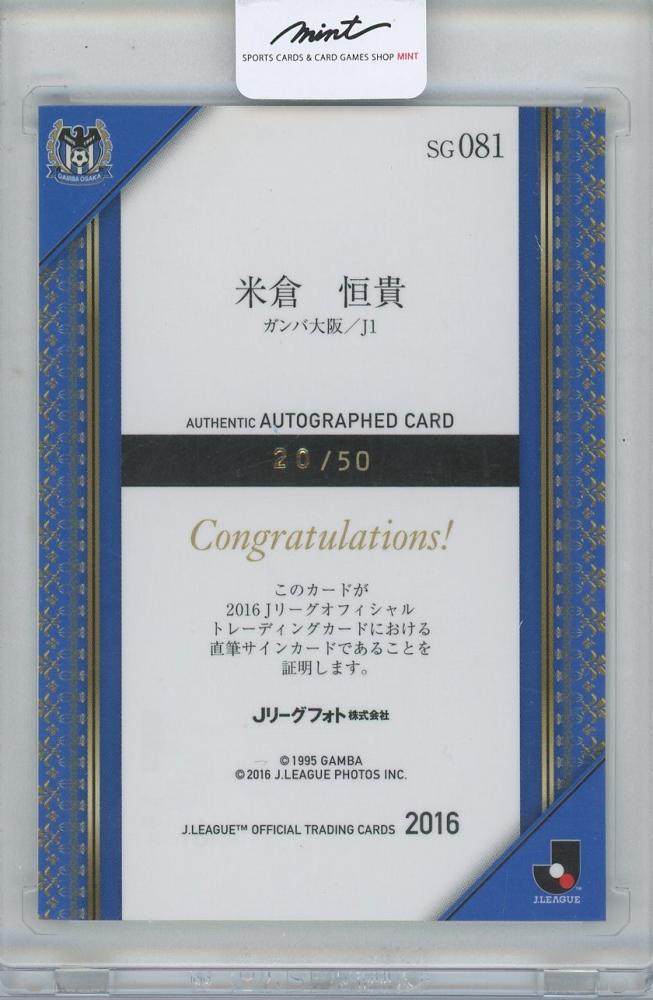 mint
SPORTS CARDS & CARD GAMES SHOP MINT
GAMBA OSAKA
SG081
米倉　恒貴
ガンバ大阪／J1
AUTHENTIC AUTOGRAPHED CARD
20/50
Congratulations!
このカードが
2016 Jリーグオフィシャル
トレーディングカードにおける
直筆サインカードであることを
証明します。
Jリーグフォト株式会社
©1995 GAMBA
©2016 J.LEAGUE PHOTOS INC.
J.LEAGUE™ OFFICIAL TRADING CARDS 2016
J.LEAGUE™